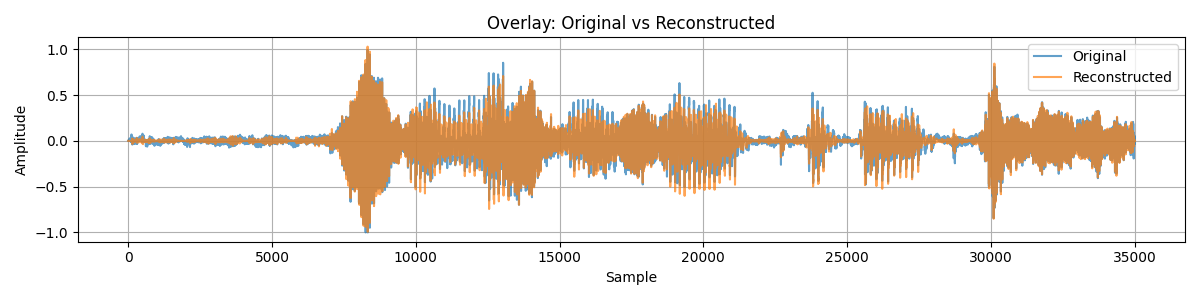 Overlay: Original vs Reconstructed
Original
Reconstructed
Amplitude
1.0
0.5
0.0
−0.5
−1.0
0 5000 10000 15000 20000 25000 30000 35000
Sample